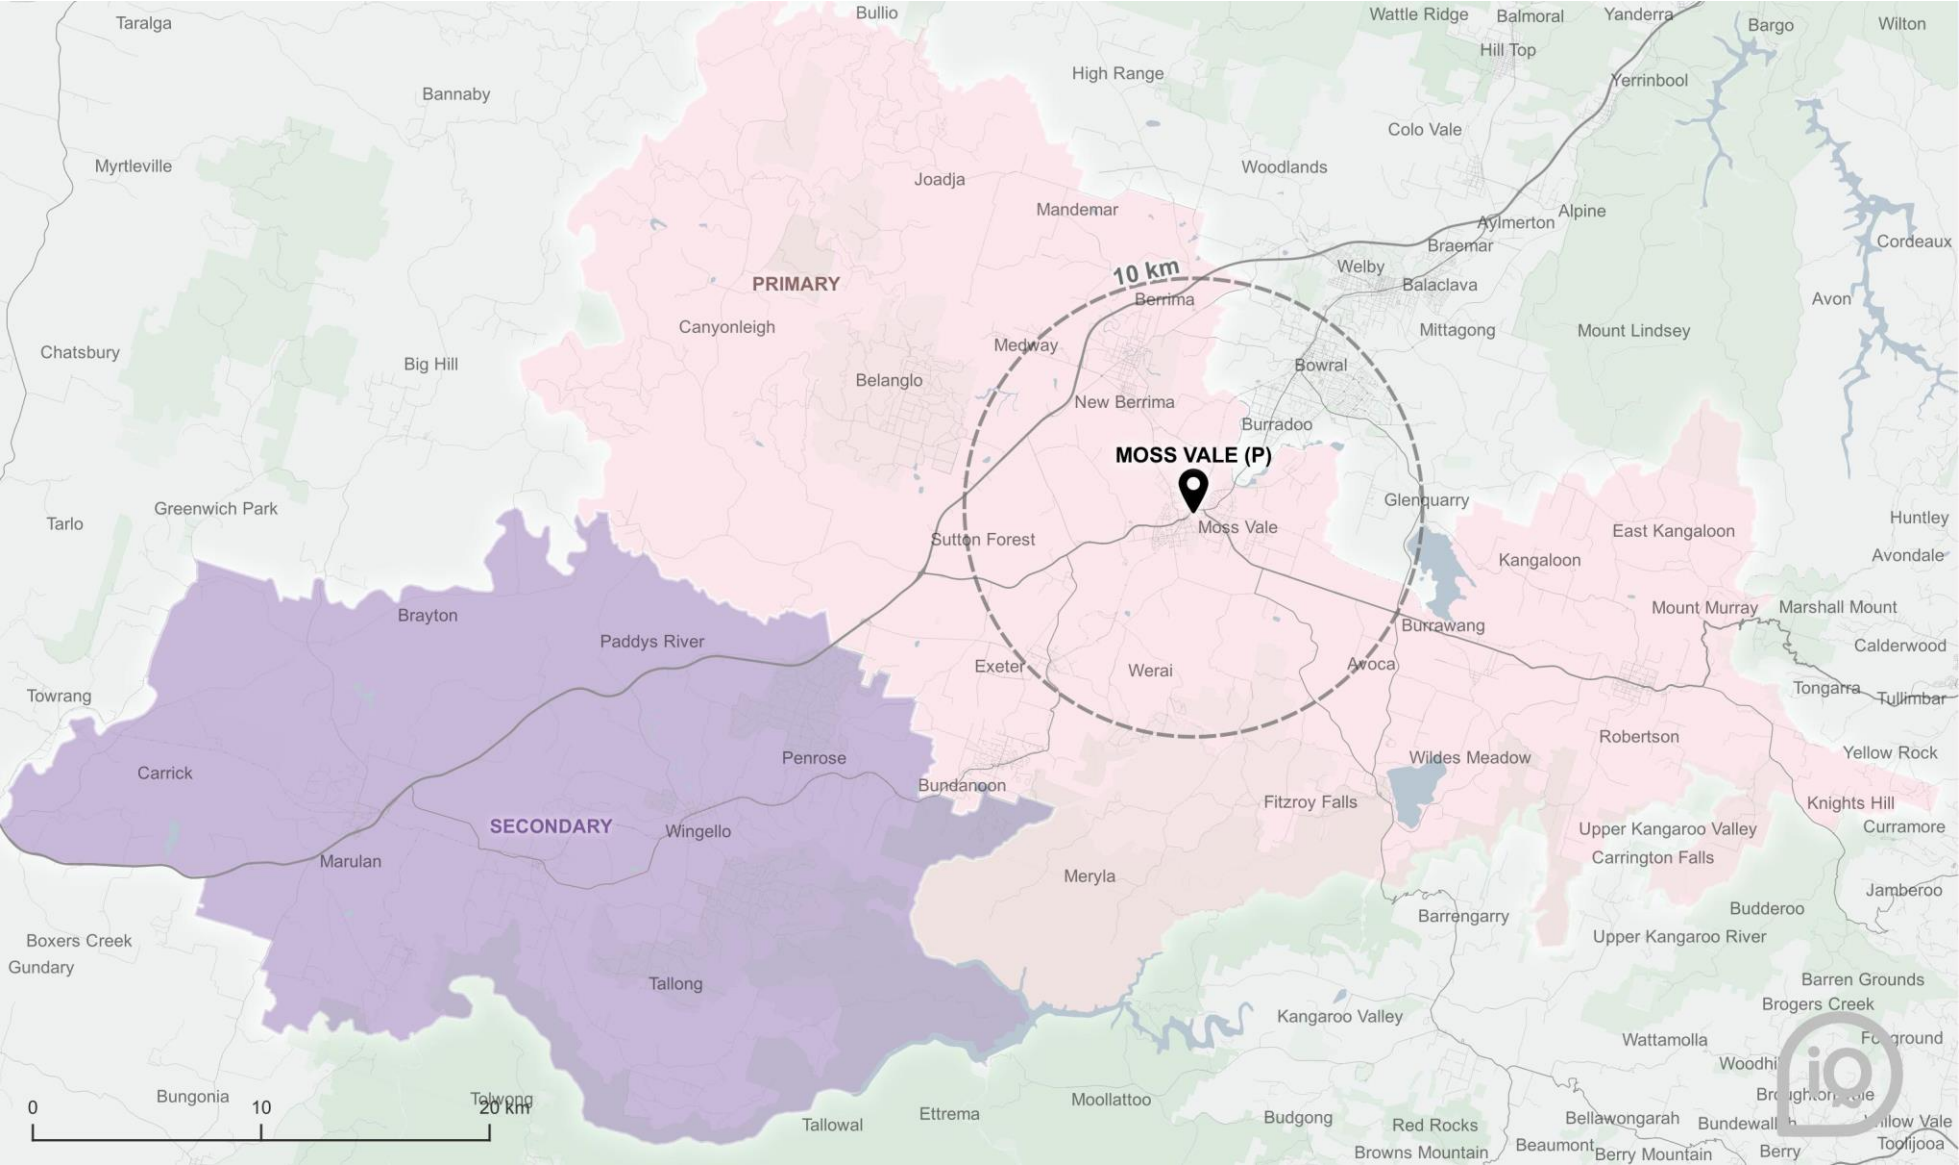 Taralga
Bullio
Wattle Ridge
Balmoral
Yanderra
Bargo
Wilton
Hill Top
High Range
Yerrinbool
Bannaby
Colo Vale
Myrtleville
Woodlands
Joadja
Mandemar
Alpine
Aylmerton
Braemar
Cordeaux
10 km
Welby
PRIMARY
Balaclava
Berrima
Avon
Canyonleigh
Mittagong
Mount Lindsey
Medway
Chatsbury
Big Hill
Bowral
Belanglo
New Berrima
Burradoo
MOSS VALE (P)
Glenquarry
Greenwich Park
Huntley
Tarlo
Moss Vale
East Kangaloon
Sutton Forest
Avondale
Kangaloon
Mount Murray
Marshall Mount
Brayton
Burrawang
Paddys River
Calderwood
Avoca
Exeter
Werai
Tongarra
Towrang
Tullimbar
Robertson
Yellow Rock
Penrose
Wildes Meadow
Carrick
Bundanoon
Fitzroy Falls
Knights Hill
SECONDARY
Curramore
Wingello
Upper Kangaroo Valley
Carrington Falls
Marulan
Meryla
Jamberoo
Budderoo
Barrengarry
Upper Kangaroo River
Boxers Creek
Gundary
Barren Grounds
Tallong
Brogers Creek
Kangaroo Valley
Wattamolla
iQ
Bungonia
Tolwong
Moollattoo
0
10
20 km
Ettrema
Budgong
Bellawongarah
Tallowal
Red Rocks
Toolijooa
Beaumont
Browns Mountain
Berry Mountain
Berry